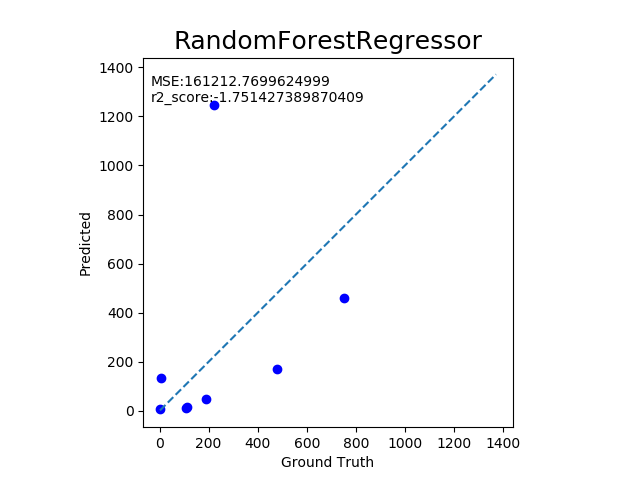 RandomForestRegressor
MSE:161212.7699624999
r2_score:-1.751427389870409
Predicted
1400
1200
1000
800
600
400
200
0
0 200 400 600 800 1000 1200 1400
Ground Truth